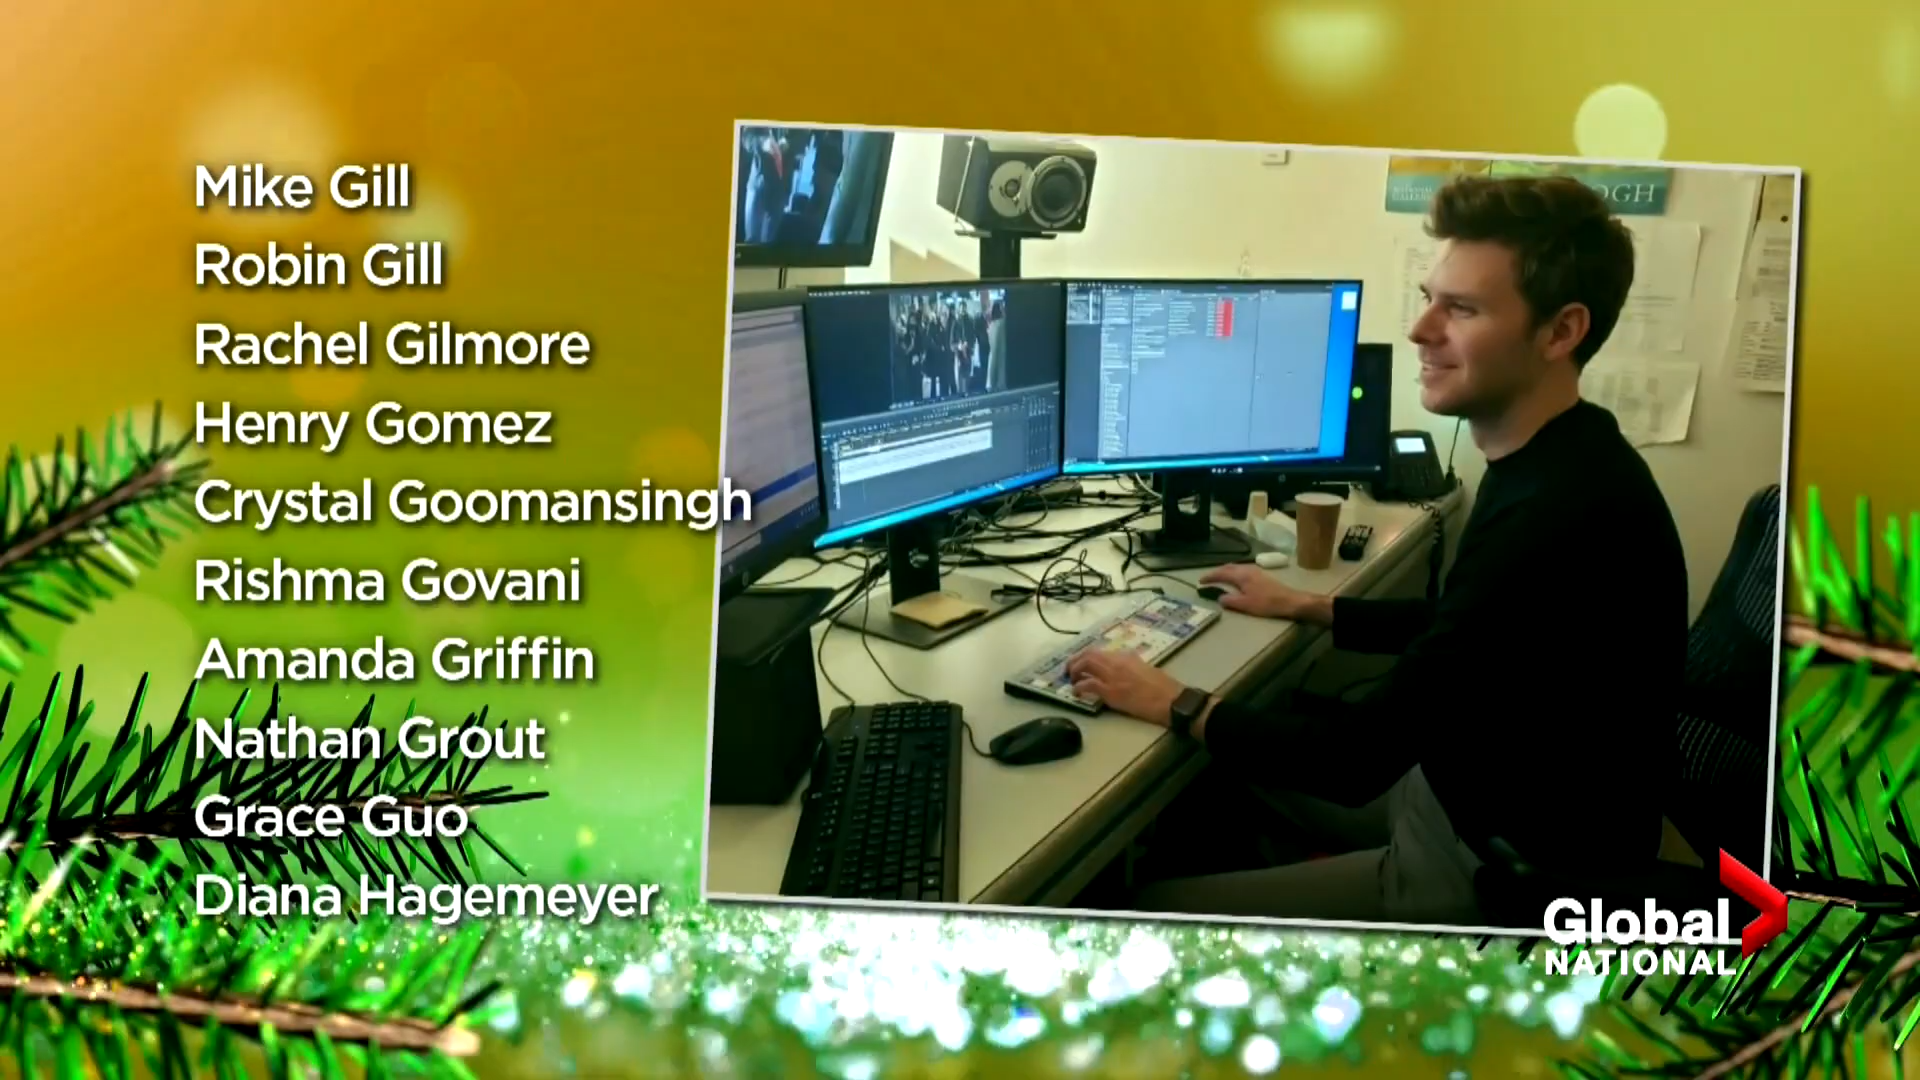 Mike Gill
Robin Gill
Rachel Gilmore
Henry Gomez
Crystal Goomansingh
Rishma Govani
Amanda Griffin
Nathan Grout
Grace Guo
Diana Hagemeyer
OGH
Global
NATIONAL